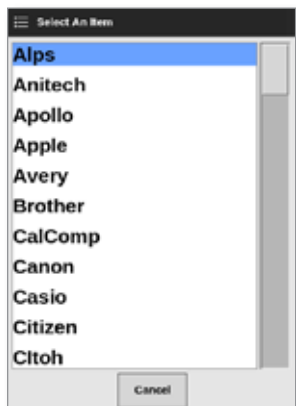 Select An Item
Alps
Anitech
Apollo
Apple
Avery
Brother
CalComp
Canon
Casio
Citizen
CItoh
Cancel